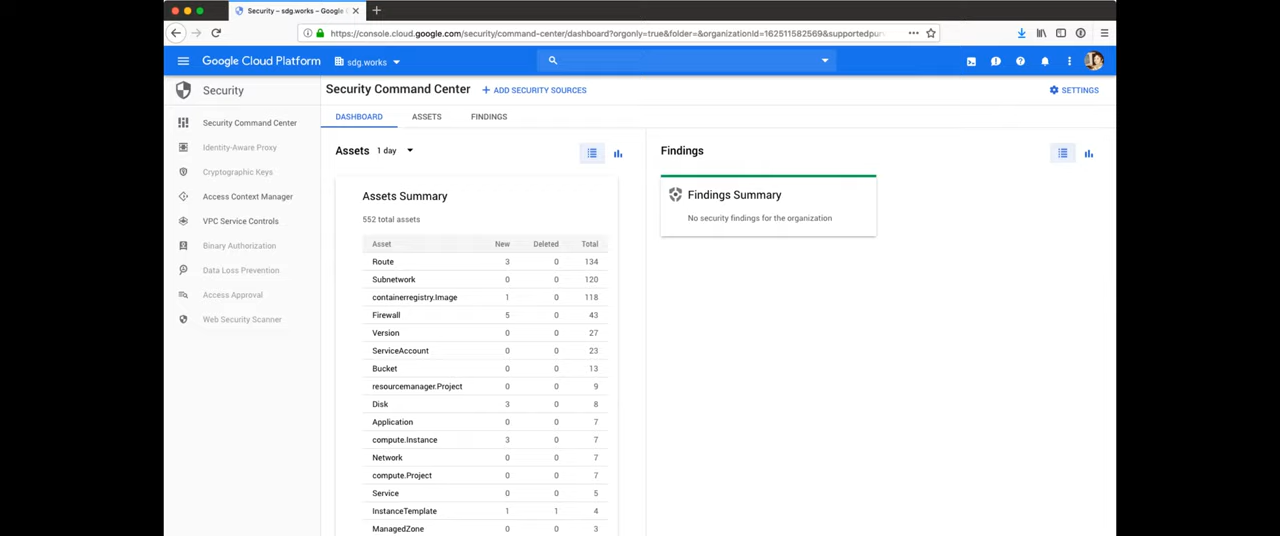 Security – sdg.works – Google
https://console.cloud.google.com/security/command-center/dashboard?orgonly=true&folder=&organizationId=162511582569&supportedpur
Google Cloud Platform
sdg.works
Security
Security Command Center
ADD SECURITY SOURCES
SETTINGS
DASHBOARD ASSETS FINDINGS
Security Command Center
Identity-Aware Proxy
Cryptographic Keys
Access Context Manager
VPC Service Controls
Binary Authorization
Data Loss Prevention
Access Approval
Web Security Scanner
Assets 1 day
Assets Summary
552 total assets
Asset New Deleted Total
Route 3 0 134
Subnetwork 0 0 120
containerregistry.Image 1 0 118
Firewall 5 0 43
Version 0 0 27
ServiceAccount 0 0 23
Bucket 0 0 13
resourcemanager.Project 0 0 9
Disk 3 0 8
Application 0 0 7
compute.Instance 3 0 7
Network 0 0 7
compute.Project 0 0 7
Service 0 0 5
InstanceTemplate 1 1 4
ManagedZone 0 0 3
Findings
Findings Summary
No security findings for the organization